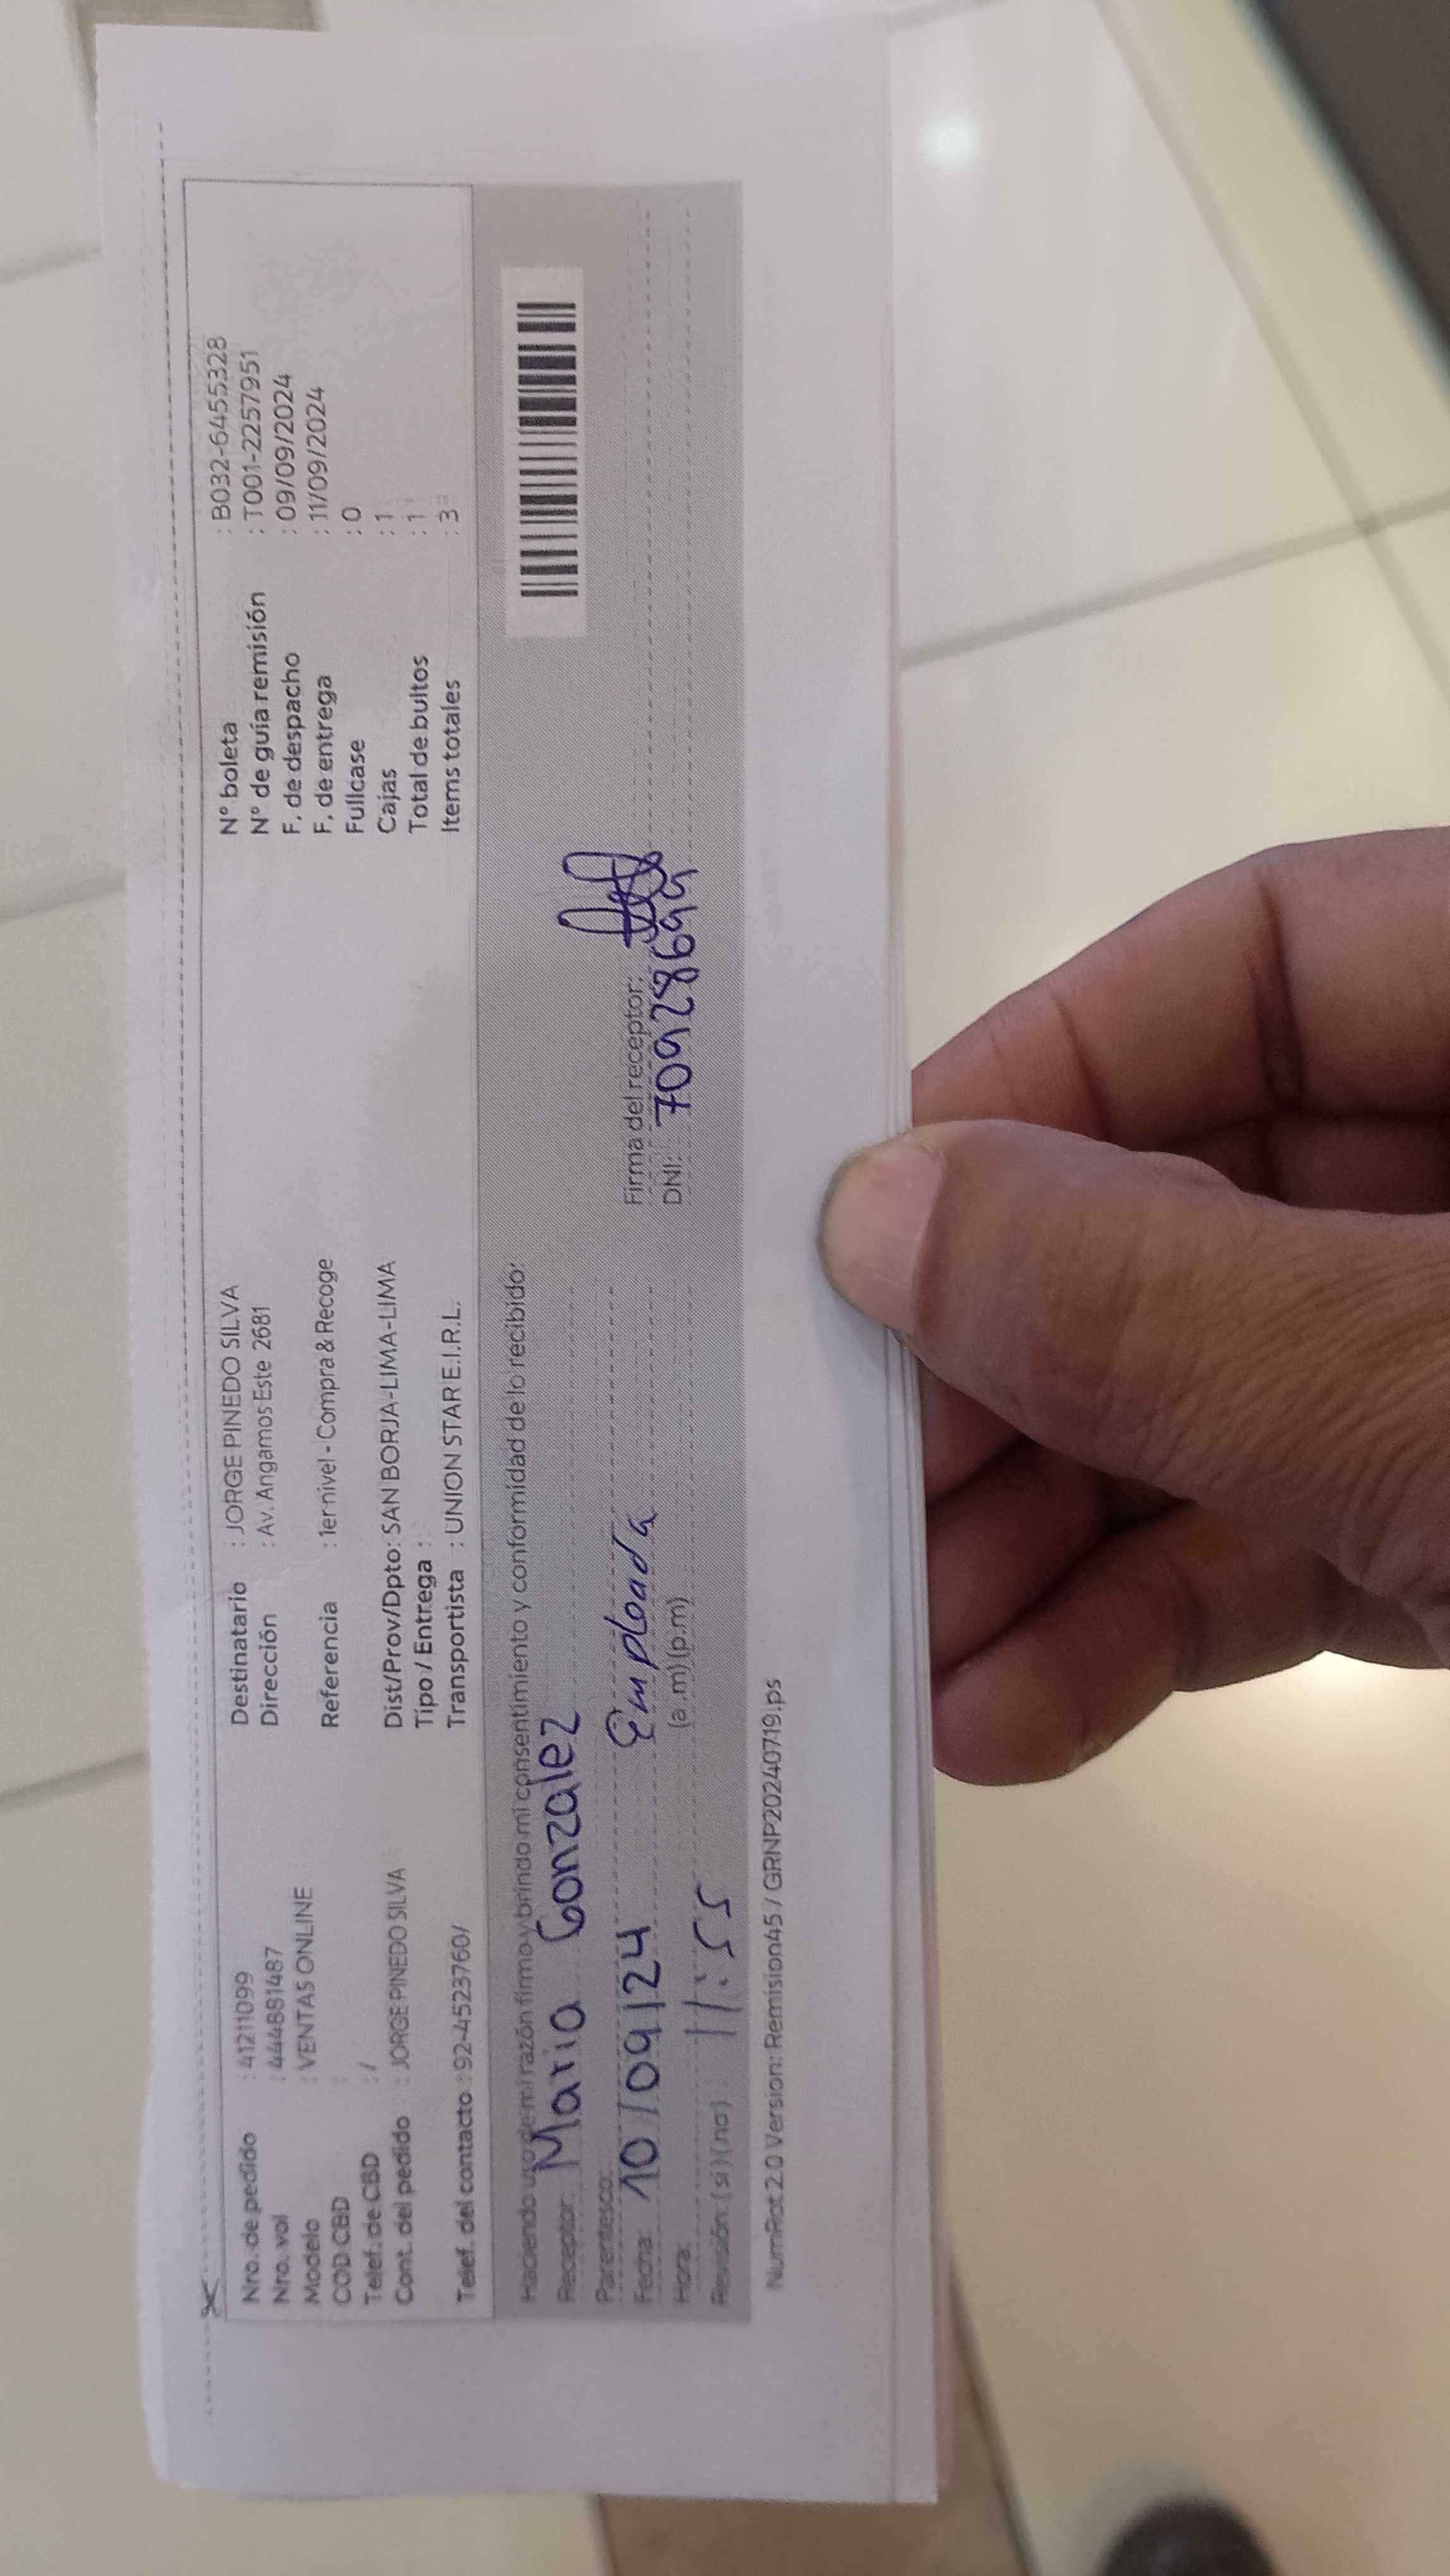 Nro. de pedido : 41211099
Nro. vol : 444881487
Modelo : VENTAS ONLINE
COD CBD :
Telef. de CBD : /
Cont. del pedido : JORGE PINEDO SILVA
Telef. del contacto : 92-4523760/
Destinatario : JORGE PINEDO SILVA
Dirección : Av. Angamos Este 2681
Referencia : 1er nivel - Compra & Recoge
Dist/Prov/Dpto: SAN BORJA-LIMA-LIMA
Tipo / Entrega :
Transportista : UNION STAR E.I.R.L.
N° boleta : B032-6455328
N° de guía remisión : T001-2257951
F. de despacho : 09/09/2024
F. de entrega : 11/09/2024
Fullcase : 0
Cajas : 1
Total de bultos : 1
Items totales : 3
Haciendo uso de mi razón firmo y brindo mi consentimiento y conformidad de lo recibido:
Receptor: Maria Gonzalez
Parentesco: Empleada
Fecha: 10/09/24
Hora: 11:55 (a.m) (p.m)
Revisión: (si) (no)
Firma del receptor:
DNI: 70928699
NumRot 2.0 Version: Remision45 / GRNP20240719.ps